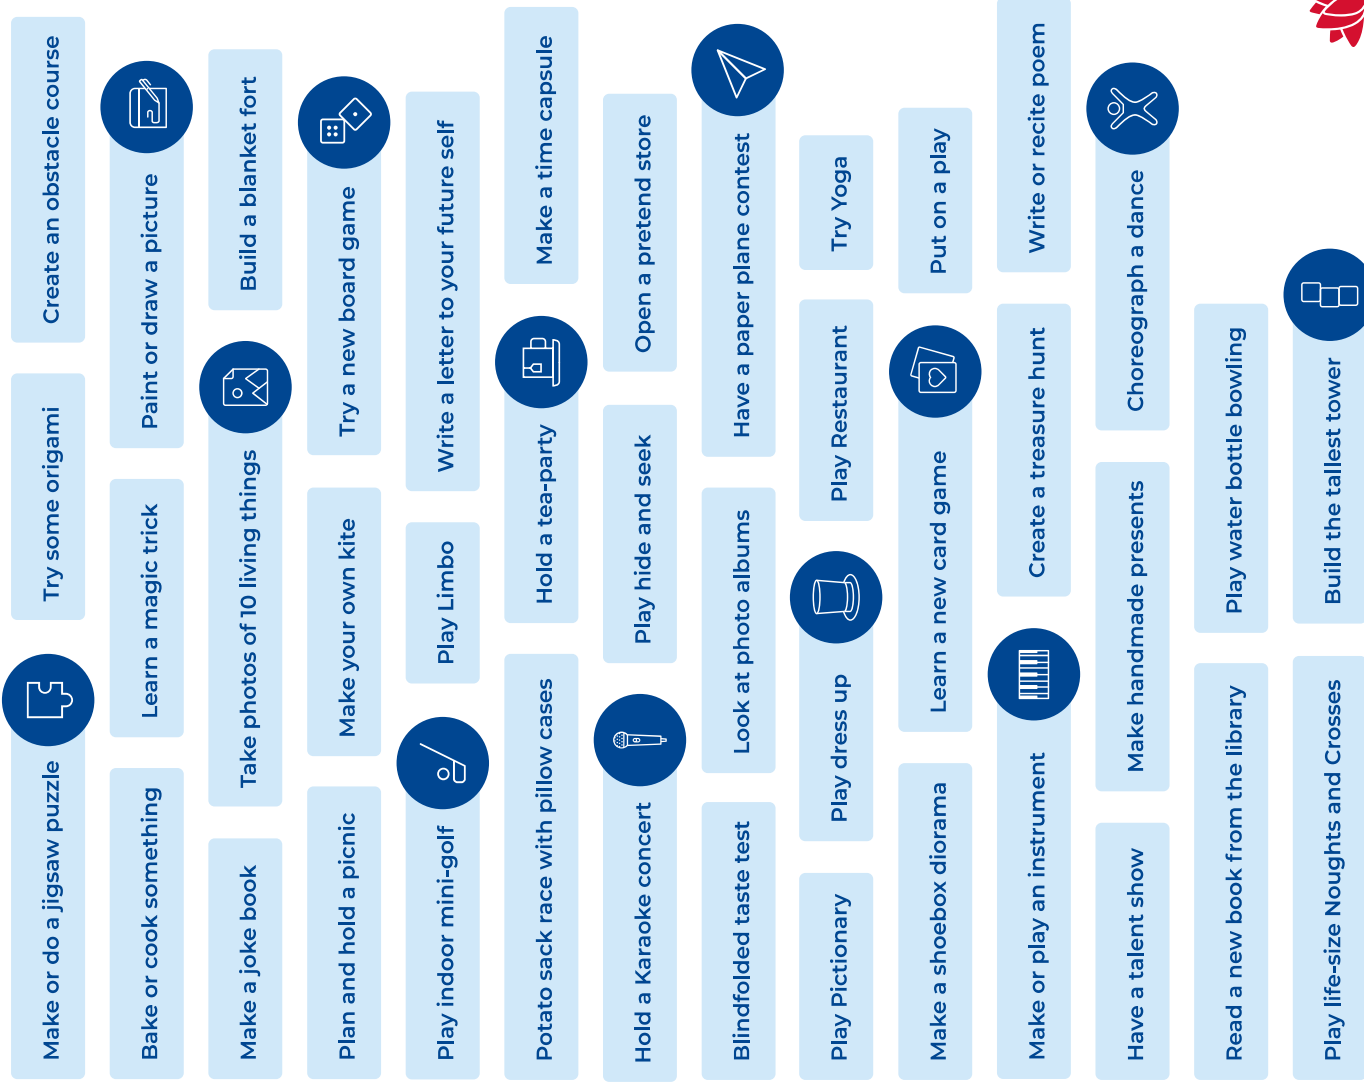 Make or do a jigsaw puzzle
Try some origami
Create an obstacle course
Bake or cook something
Learn a magic trick
Paint or draw a picture
Make a joke book
Take photos of 10 living things
Build a blanket fort
Plan and hold a picnic
Make your own kite
Try a new board game
Play indoor mini-golf
Play Limbo
Write a letter to your future self
Potato sack race with pillow cases
Hold a tea-party
Make a time capsule
Hold a Karaoke concert
Play hide and seek
Open a pretend store
Blindfolded taste test
Look at photo albums
Have a paper plane contest
Play Pictionary
Play dress up
Play Restaurant
Try Yoga
Make a shoebox diorama
Learn a new card game
Put on a play
Make or play an instrument
Create a treasure hunt
Write or recite poem
Have a talent show
Make handmade presents
Choreograph a dance
Read a new book from the library
Play water bottle bowling
Play life-size Noughts and Crosses
Build the tallest tower